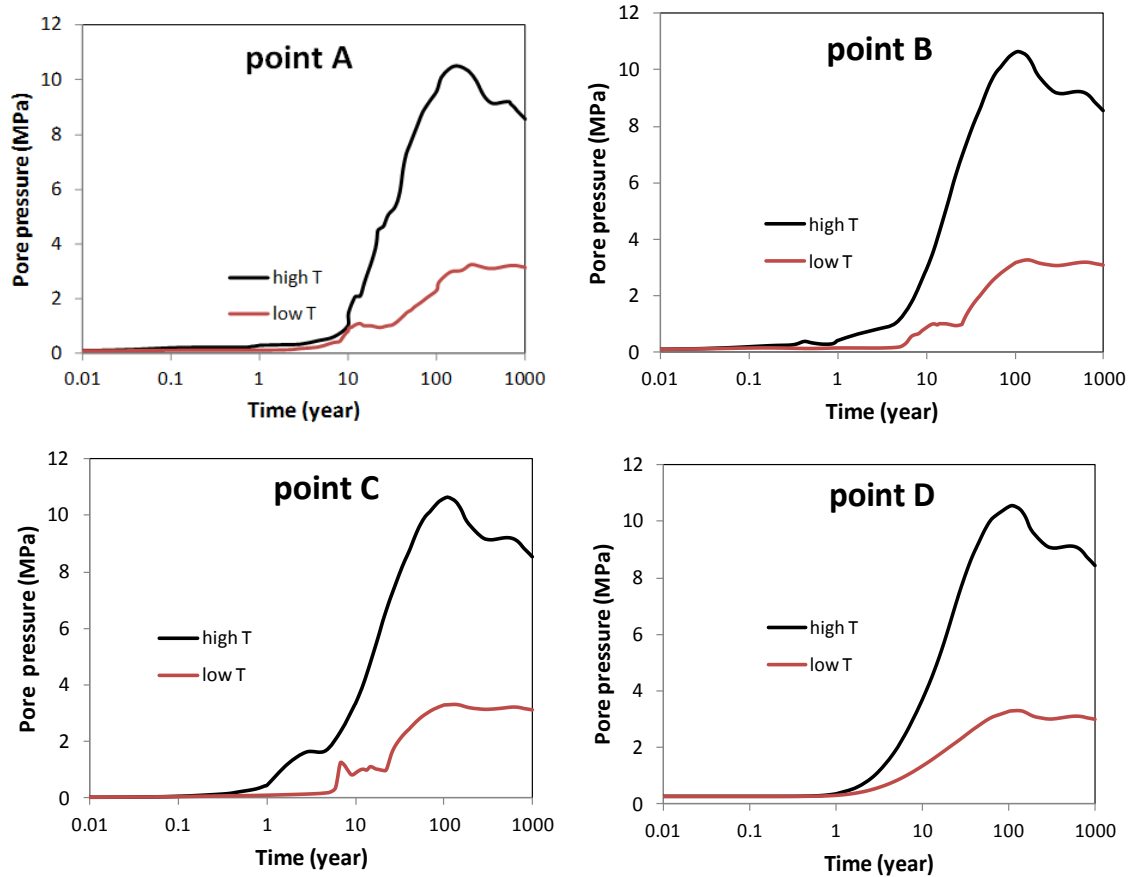 point A
Pore pressure (MPa)
12
10
8
6
4
2
0
high T
low T
0.01 0.1 1 10 100 1000
Time (year)
point B
Pore pressure (MPa)
12
10
8
6
4
2
0
high T
low T
0.01 0.1 1 10 100 1000
Time (year)
point C
Pore pressure (MPa)
12
10
8
6
4
2
0
high T
low T
0.01 0.1 1 10 100 1000
Time (year)
point D
Pore pressure (MPa)
12
10
8
6
4
2
0
high T
low T
0.01 0.1 1 10 100 1000
Time (year)